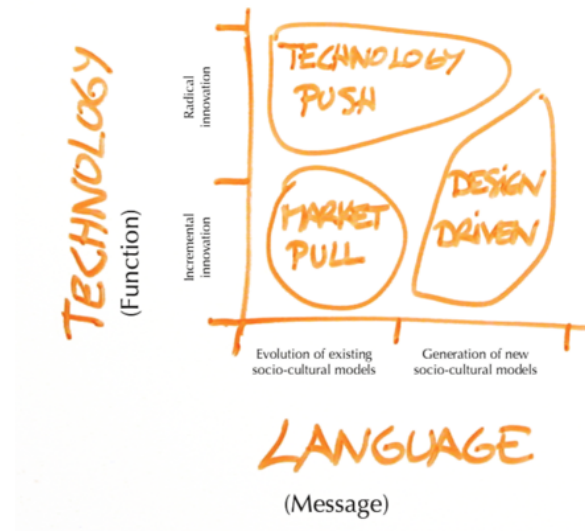 TECHNOLOGY
(Function)
Radical
innovation
Incremental
innovation
TECHNOLOGY
PUSH
MARKET
PULL
DESIGN
DRIVEN
Evolution of existing
socio-cultural models
Generation of new
socio-cultural models
LANGUAGE
(Message)